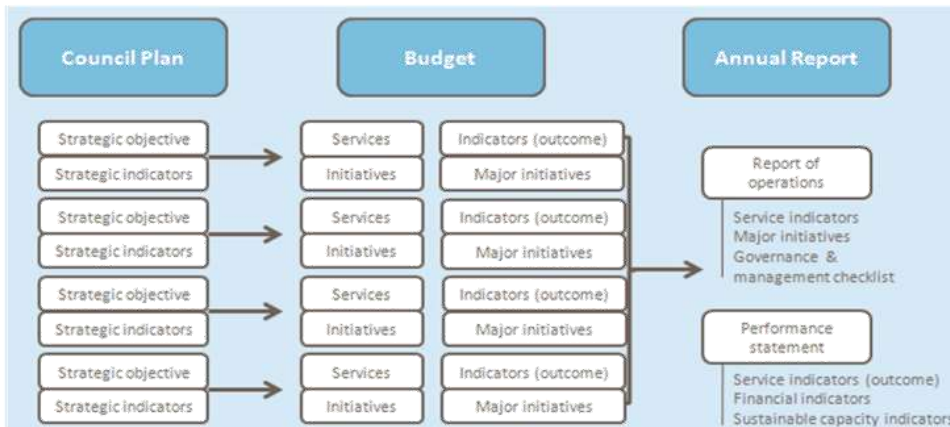 Council Plan
Budget
Annual Report
Strategic objective
Strategic indicators
Services
Initiatives
Indicators (outcome)
Major initiatives
Strategic objective
Strategic indicators
Services
Initiatives
Indicators (outcome)
Major initiatives
Strategic objective
Strategic indicators
Services
Initiatives
Indicators (outcome)
Major initiatives
Strategic objective
Strategic indicators
Services
Initiatives
Indicators (outcome)
Major initiatives
Report of
operations
Service indicators
Major initiatives
Governance &
management checklist
Performance
statement
Service indicators (outcome)
Financial indicators
Sustainable capacity indicators